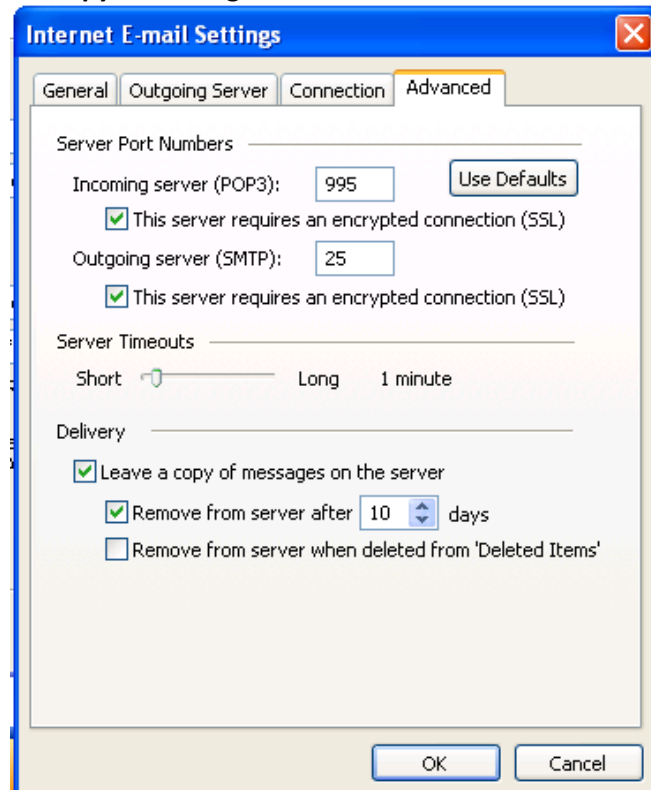 Internet E-mail Settings
General Outgoing Server Connection Advanced
Server Port Numbers
Incoming server (POP3): 995 Use Defaults
This server requires an encrypted connection (SSL)
Outgoing server (SMTP): 25
This server requires an encrypted connection (SSL)
Server Timeouts
Short Long 1 minute
Delivery
Leave a copy of messages on the server
Remove from server after 10 days
Remove from server when deleted from 'Deleted Items'
OK Cancel